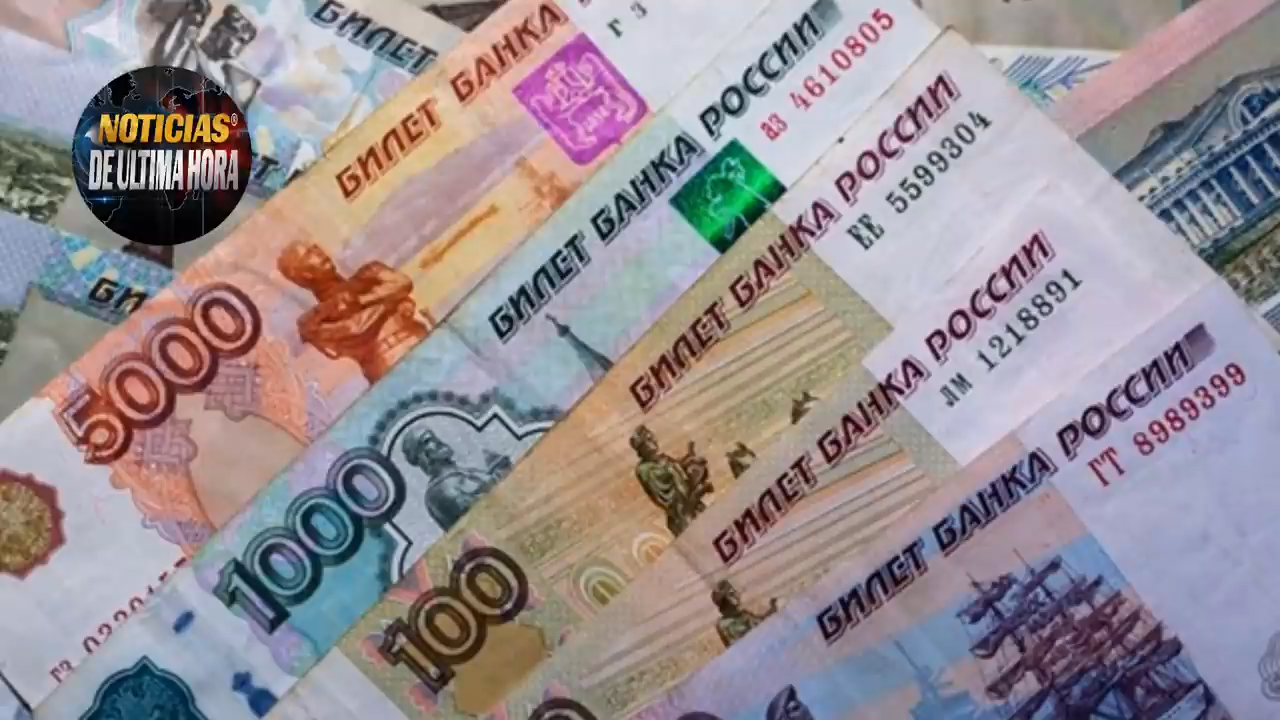 NOTICIAS®
DE ULTIMA HORA
БИЛЕТ
БИЛЕТ БАНКА
5000
БИЛЕТ БАНКА РОССИИ
аз 4610805
1000
БИЛЕТ БАНКА РОССИИ
ЕЕ 5599304
100
БИЛЕТ БАНКА РОССИИ
ЛМ 1218891
БИЛЕТ БАНКА РОССИИ
ГТ 8989399